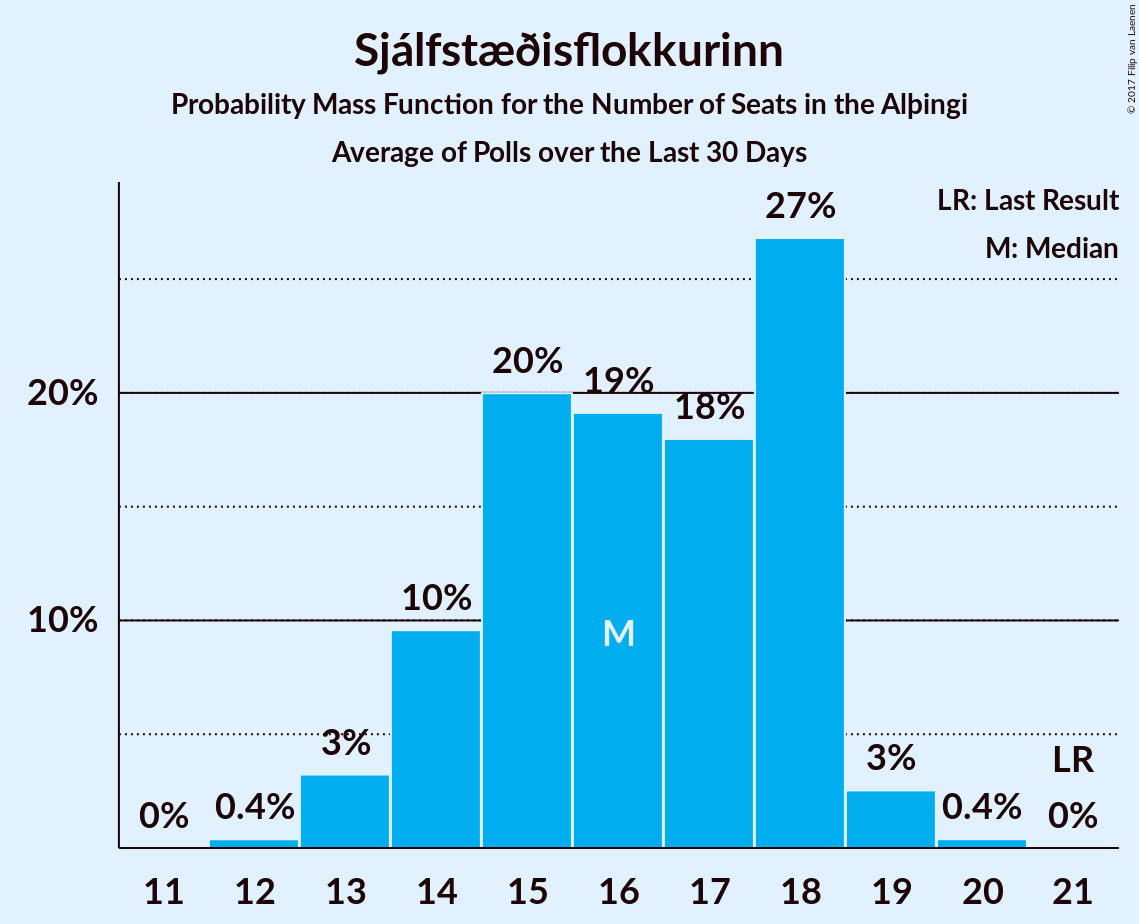 Sjálfstæðisflokkurinn
Probability Mass Function for the Number of Seats in the Alþingi
Average of Polls over the Last 30 Days
© 2017 Filip van Laenen
LR: Last Result
M: Median
27%
20%
19%
18%
20%
10%
10%
M
3%
3%
LR
0%
0.4%
0.4%
0%
11 12 13 14 15 16 17 18 19 20 21